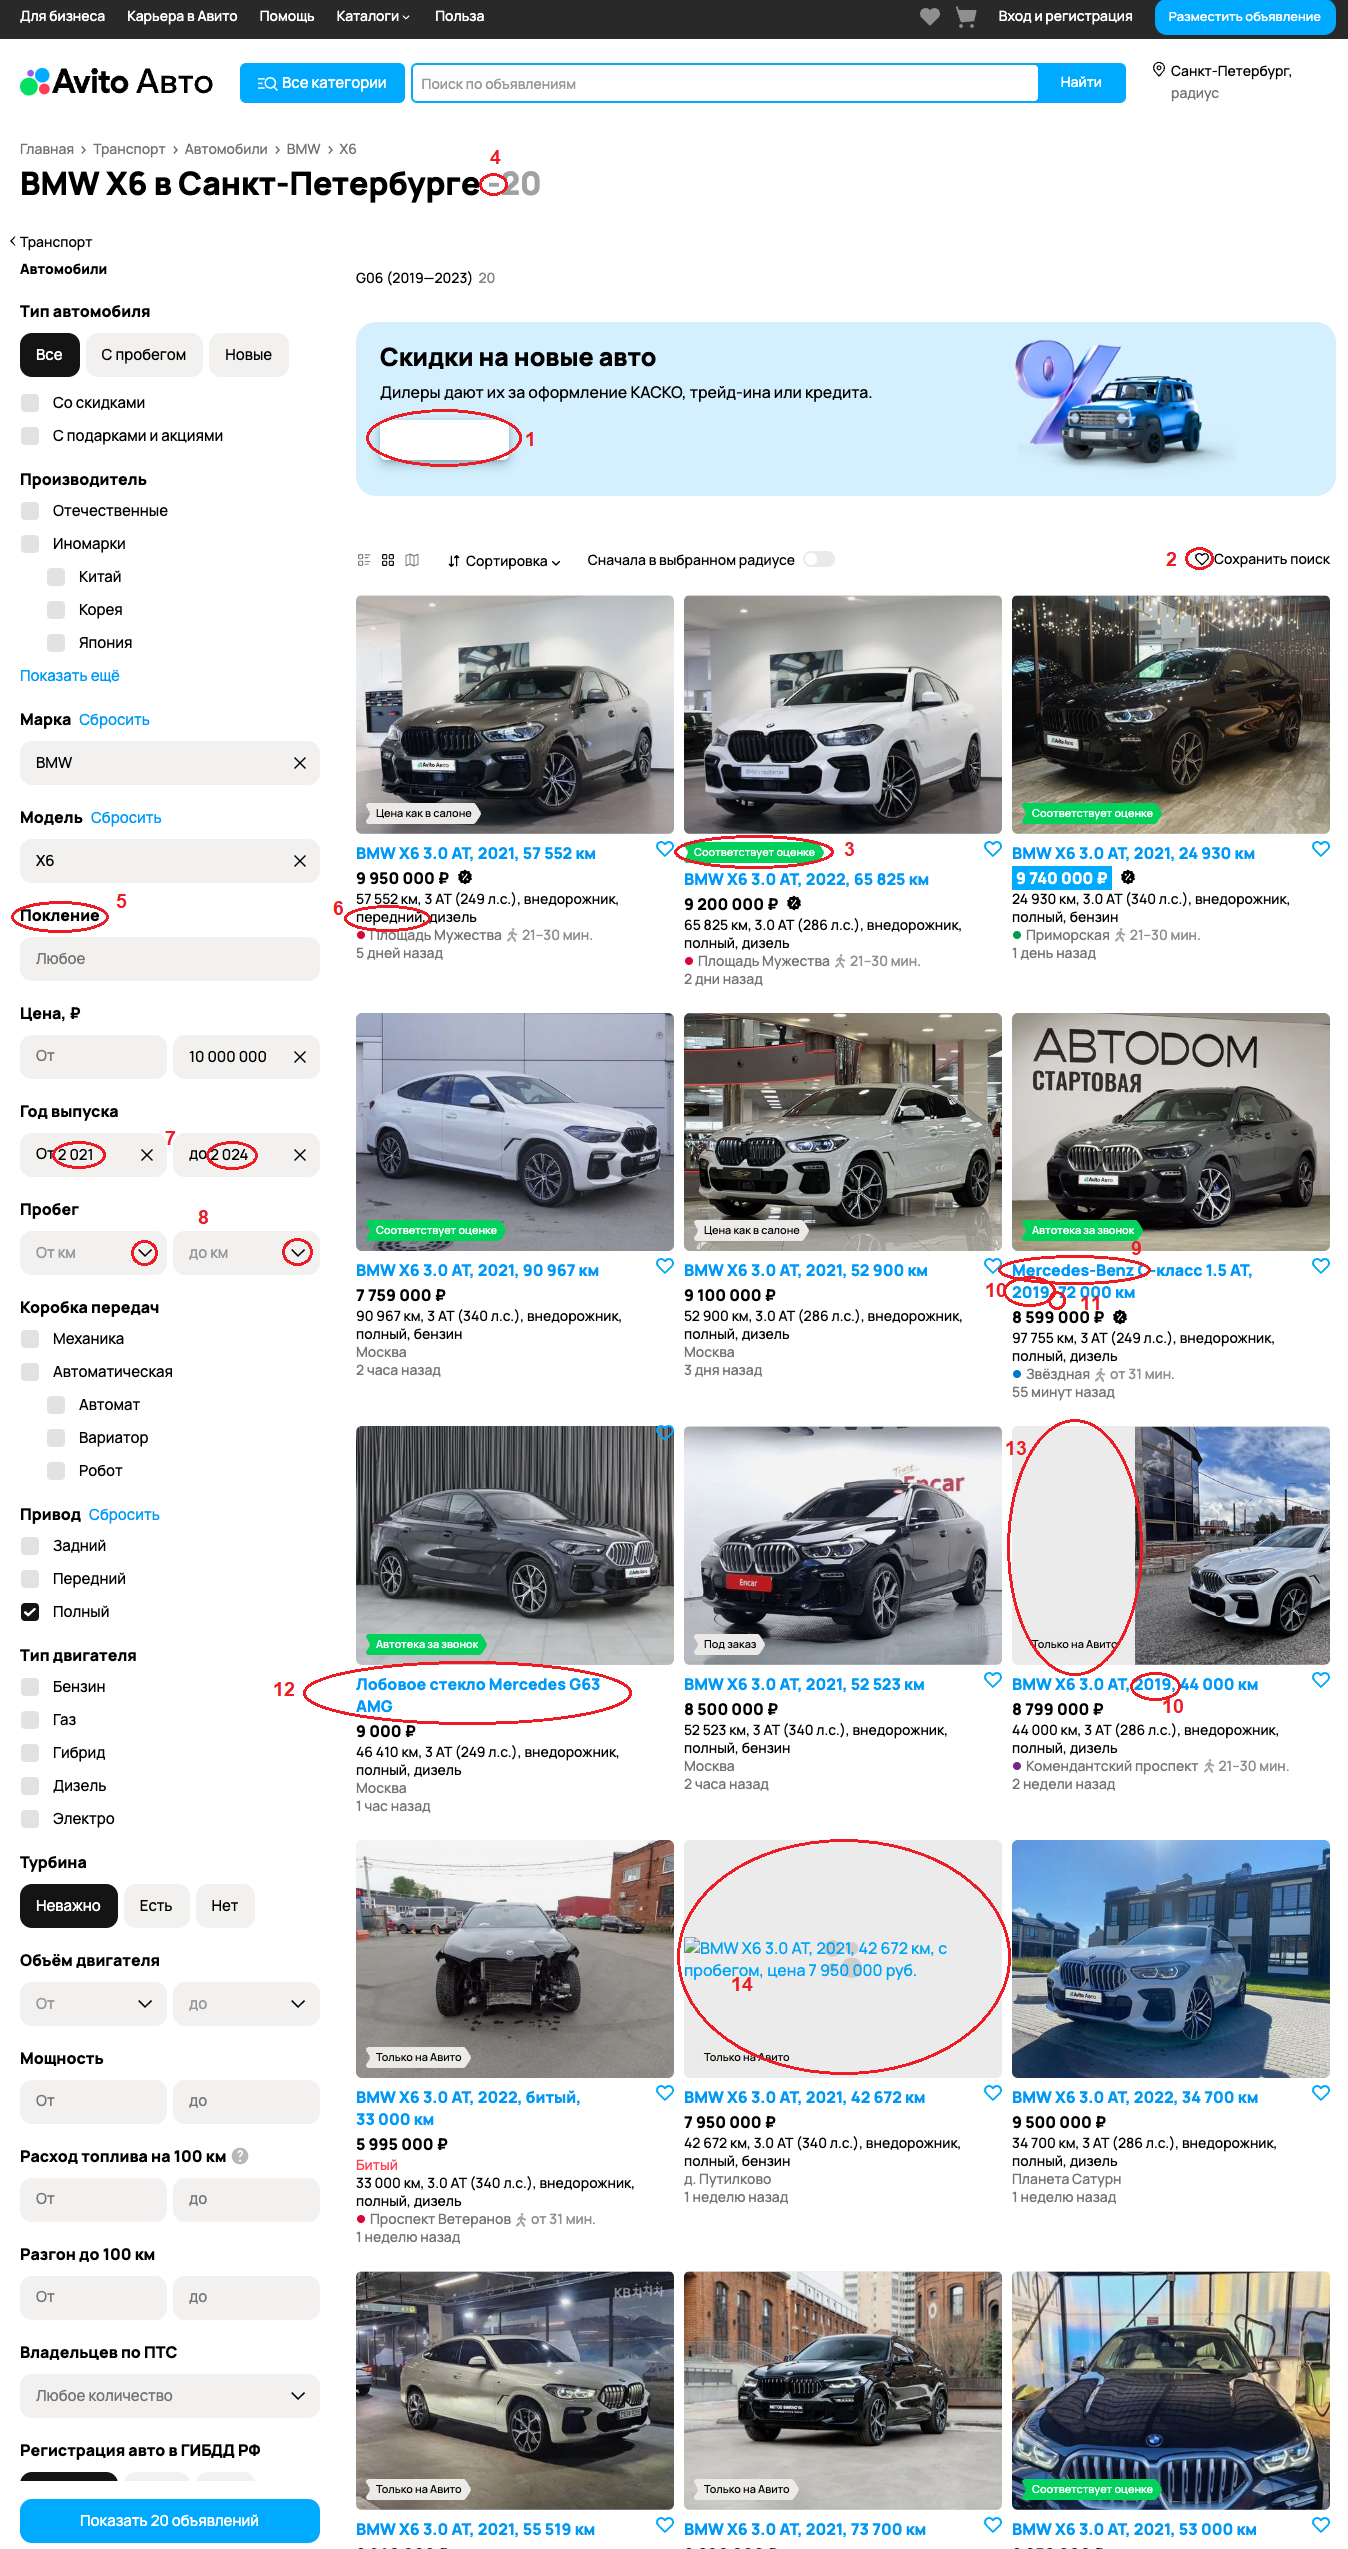 Для бизнеса Карьера в Авито Помощь Каталоги Польза Вход и регистрация Разместить объявление
Avito Авто Все категории Поиск по объявлениям Найти Санкт-Петербург,
радиус
Главная > Транспорт > Автомобили > BMW > X6
4
BMW X6 в Санкт-Петербурге -20
Транспорт
Автомобили
G06 (2019—2023) 20
Тип автомобиля
Все С пробегом Новые
Со скидками
С подарками и акциями
Производитель
Отечественные
Иномарки
Китай
Корея
Япония
Показать ещё
Марка Сбросить
BMW
Модель Сбросить
X6
Покление 5
Любое
Цена, ₽
От 10 000 000
Год выпуска
От 2 021 7 до 2 024
Пробег
8
От км до км
Коробка передач
Механика
Автоматическая
Автомат
Вариатор
Робот
Привод Сбросить
Задний
Передний
Полный
Тип двигателя
Бензин
Газ
Гибрид
Дизель
Электро
Турбина
Неважно Есть Нет
Объём двигателя
От до
Мощность
От до
Расход топлива на 100 км ?
От до
Разгон до 100 км
От до
Владельцев по ПТС
Любое количество
Регистрация авто в ГИБДД РФ
Показать 20 объявлений
Скидки на новые авто
Дилеры дают их за оформление КАСКО, трейд-ина или кредита.
1
Сортировка Сначала в выбранном радиусе 2 Сохранить поиск
Avito Авто
Цена как в салоне
BMW X6 3.0 AT, 2021, 57 552 км
9 950 000 ₽
57 552 км, 3 AT (249 л.с.), внедорожник,
6 передний, дизель
Площадь Мужества 21–30 мин.
5 дней назад
Соответствует оценке 3
BMW X6 3.0 AT, 2022, 65 825 км
9 200 000 ₽
65 825 км, 3.0 AT (286 л.с.), внедорожник,
полный, дизель
Площадь Мужества 21–30 мин.
2 дни назад
Avito Авто
Соответствует оценке
BMW X6 3.0 AT, 2021, 24 930 км
9 740 000 ₽
24 930 км, 3.0 AT (340 л.с.), внедорожник,
полный, бензин
Приморская 21–30 мин.
1 день назад
Соответствует оценке
BMW X6 3.0 AT, 2021, 90 967 км
7 759 000 ₽
90 967 км, 3 AT (340 л.с.), внедорожник,
полный, бензин
Москва
2 часа назад
Цена как в салоне
BMW X6 3.0 AT, 2021, 52 900 км
9 100 000 ₽
52 900 км, 3.0 AT (286 л.с.), внедорожник,
полный, дизель
Москва
3 дня назад
АВТОDOM
СТАРТОВАЯ
Avito Авто
Автотека за звонок
9
Mercedes-Benz C-класс 1.5 AT,
10 2019, 72 000 км
11
8 599 000 ₽
97 755 км, 3 AT (249 л.с.), внедорожник,
полный, дизель
Звёздная от 31 мин.
55 минут назад
Avito Авто
Автотека за звонок
12 Лобовое стекло Mercedes G63
AMG
9 000 ₽
46 410 км, 3 AT (249 л.с.), внедорожник,
полный, дизель
Москва
1 час назад
Encar
Encar
Под заказ
BMW X6 3.0 AT, 2021, 52 523 км
8 500 000 ₽
52 523 км, 3 AT (340 л.с.), внедорожник,
полный, бензин
Москва
2 часа назад
13
Только на Авито
BMW X6 3.0 AT, 2019, 44 000 км
10
8 799 000 ₽
44 000 км, 3 AT (286 л.с.), внедорожник,
полный, дизель
Комендантский проспект 21–30 мин.
2 недели назад
Только на Авито
BMW X6 3.0 AT, 2022, битый,
33 000 км
5 995 000 ₽
Битый
33 000 км, 3.0 AT (340 л.с.), внедорожник,
полный, дизель
Проспект Ветеранов от 31 мин.
1 неделю назад
BMW X6 3.0 AT, 2021, 42 672 км, с
пробегом, цена 7 950 000 руб.
14
Только на Авито
BMW X6 3.0 AT, 2021, 42 672 км
7 950 000 ₽
42 672 км, 3.0 AT (340 л.с.), внедорожник,
полный, бензин
д. Путилково
1 неделю назад
Avito Авто
BMW X6 3.0 AT, 2022, 34 700 км
9 500 000 ₽
34 700 км, 3 AT (286 л.с.), внедорожник,
полный, дизель
Планета Сатурн
1 неделю назад
Только на Авито
BMW X6 3.0 AT, 2021, 55 519 км
Только на Авито
BMW X6 3.0 AT, 2021, 73 700 км
Соответствует оценке
BMW X6 3.0 AT, 2021, 53 000 км